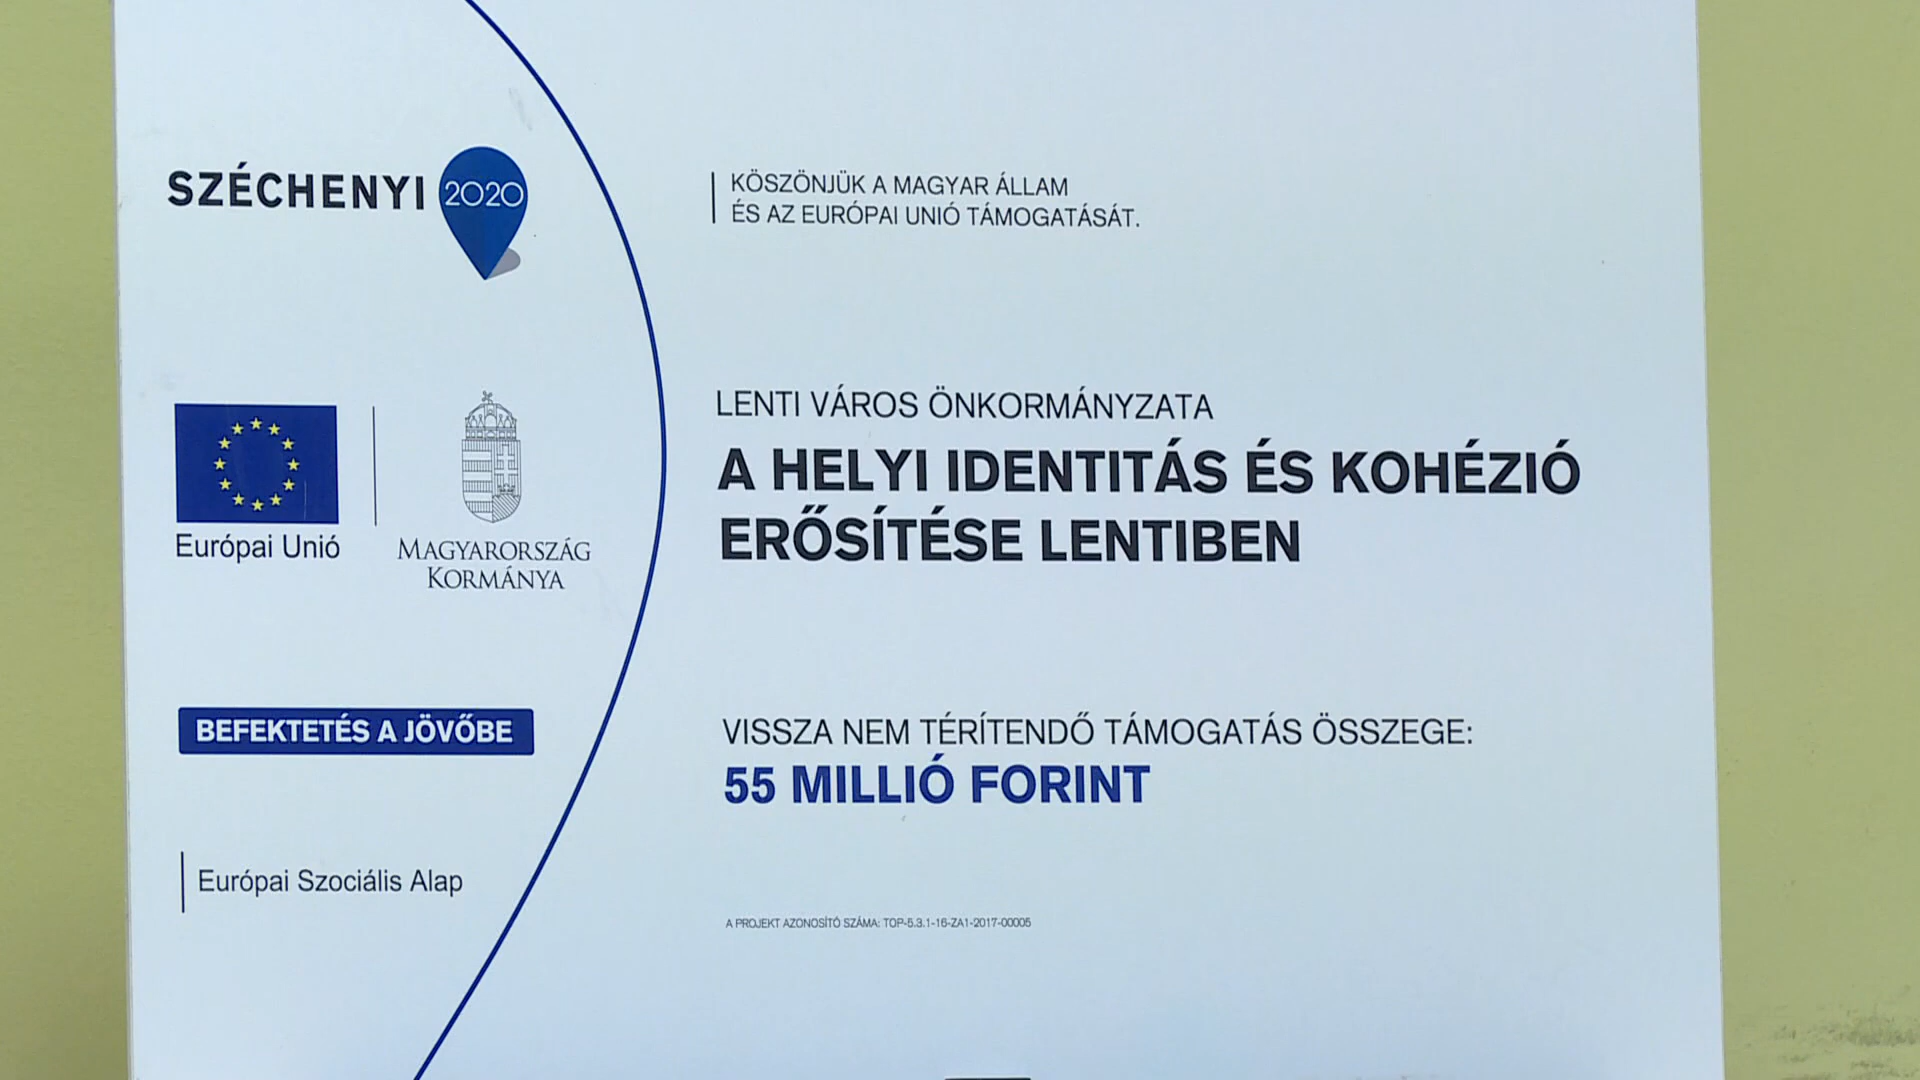 SZÉCHENYI 2020
KÖSZÖNJÜK A MAGYAR ÁLLAM
ÉS AZ EURÓPAI UNIÓ TÁMOGATÁSÁT.
Európai Unió
MAGYARORSZÁG
KORMÁNYA
LENTI VÁROS ÖNKORMÁNYZATA
A HELYI IDENTITÁS ÉS KOHÉZIÓ
ERŐSÍTÉSE LENTIBEN
BEFEKTETÉS A JÖVŐBE
VISSZA NEM TÉRÍTENDŐ TÁMOGATÁS ÖSSZEGE:
55 MILLIÓ FORINT
Európai Szociális Alap
A PROJEKT AZONOSÍTÓ SZÁMA: TOP-5.3.1-16-ZA1-2017-00005